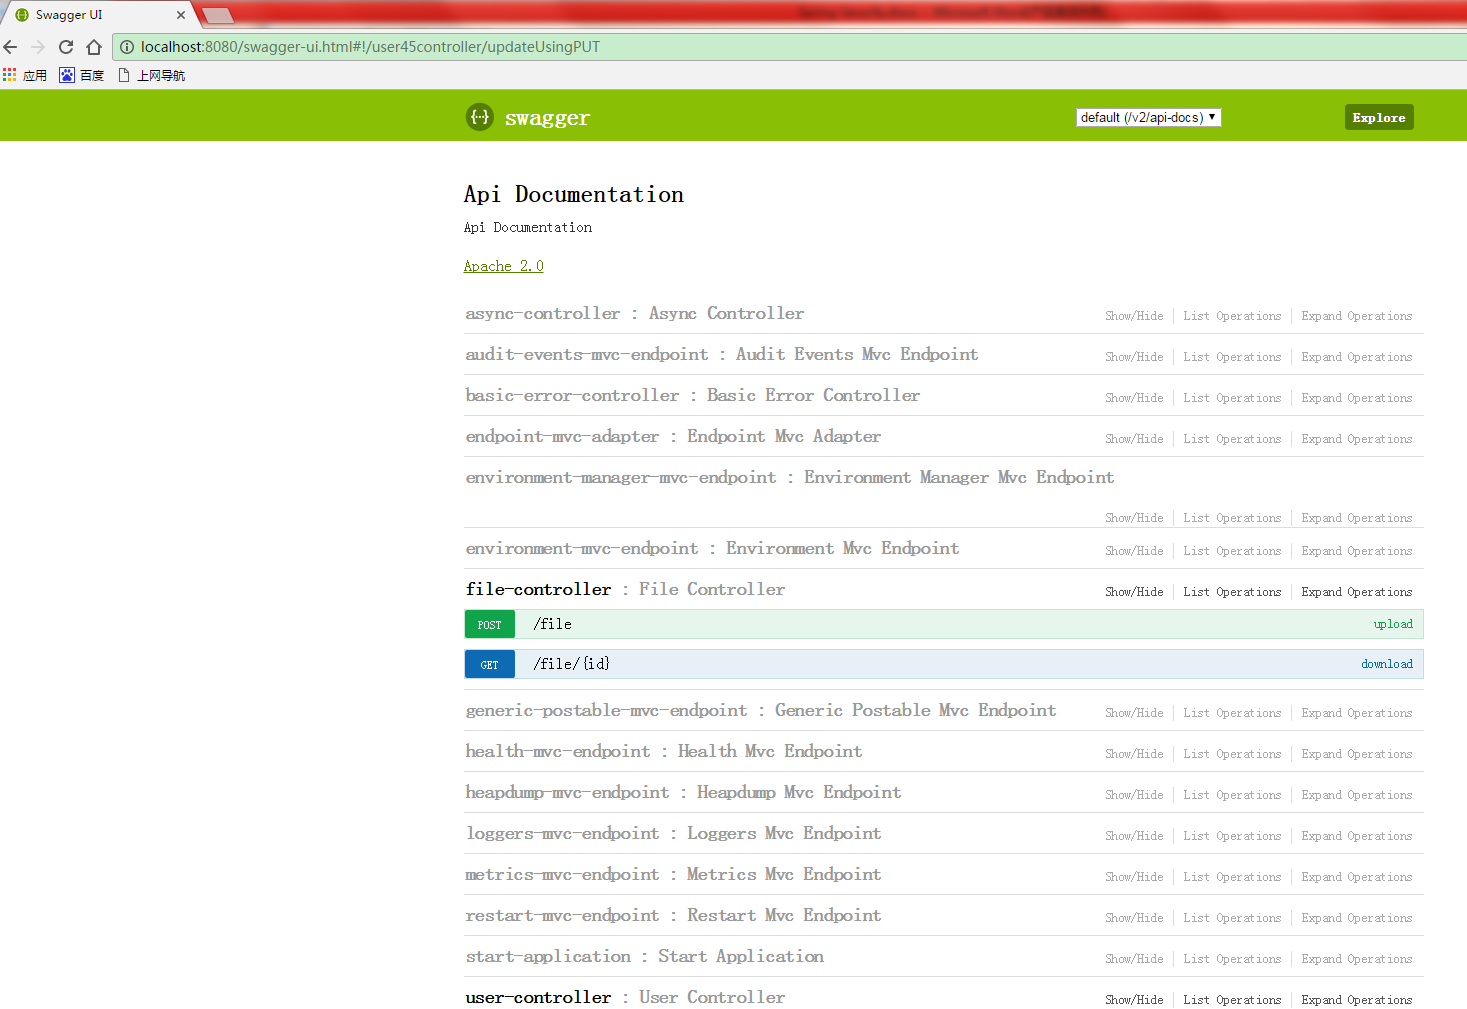 Swagger UI
localhost:8080/swagger-ui.html#!/user45controller/updateUsingPUT
应用 百度 上网导航
{··} swagger default (/v2/api-docs) Explore
Api Documentation
Api Documentation
Apache 2.0
async-controller : Async Controller Show/Hide List Operations Expand Operations
audit-events-mvc-endpoint : Audit Events Mvc Endpoint Show/Hide List Operations Expand Operations
basic-error-controller : Basic Error Controller Show/Hide List Operations Expand Operations
endpoint-mvc-adapter : Endpoint Mvc Adapter Show/Hide List Operations Expand Operations
environment-manager-mvc-endpoint : Environment Manager Mvc Endpoint
Show/Hide List Operations Expand Operations
environment-mvc-endpoint : Environment Mvc Endpoint Show/Hide List Operations Expand Operations
file-controller : File Controller Show/Hide List Operations Expand Operations
POST /file upload
GET /file/{id} download
generic-postable-mvc-endpoint : Generic Postable Mvc Endpoint Show/Hide List Operations Expand Operations
health-mvc-endpoint : Health Mvc Endpoint Show/Hide List Operations Expand Operations
heapdump-mvc-endpoint : Heapdump Mvc Endpoint Show/Hide List Operations Expand Operations
loggers-mvc-endpoint : Loggers Mvc Endpoint Show/Hide List Operations Expand Operations
metrics-mvc-endpoint : Metrics Mvc Endpoint Show/Hide List Operations Expand Operations
restart-mvc-endpoint : Restart Mvc Endpoint Show/Hide List Operations Expand Operations
start-application : Start Application Show/Hide List Operations Expand Operations
user-controller : User Controller Show/Hide List Operations Expand Operations